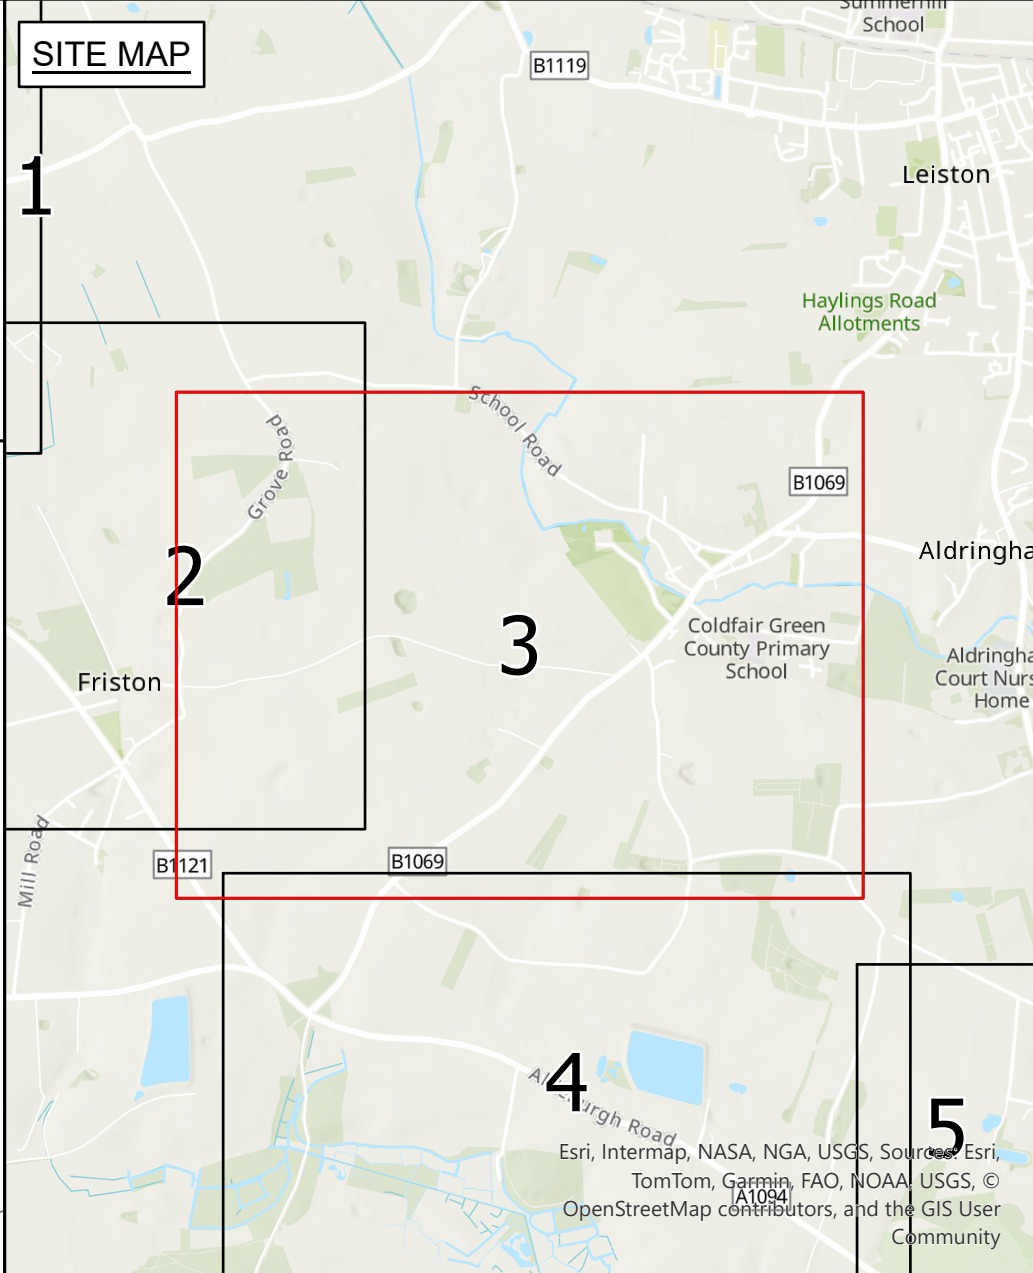 SITE MAP
Summerhill
School
B1119
1
Leiston
Haylings Road
Allotments
School Road
Grove Road
B1069
2
3
Aldringha
Coldfair Green
County Primary
School
Friston
Aldringha
Court Nurs
Home
Mill Road
B1121
B1069
4
5
Aldeburgh Road
A1094
Esri, Intermap, NASA, NGA, USGS, Sources: Esri,
TomTom, Garmin, FAO, NOAA, USGS, ©
OpenStreetMap contributors, and the GIS User
Community